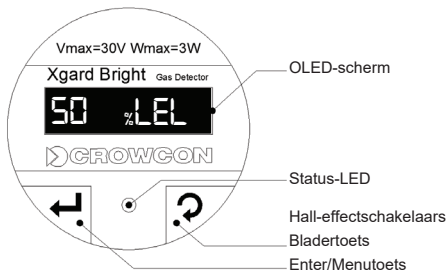 Vmax=30V Wmax=3W
Xgard Bright Gas Detector
OLED-scherm
50 %LEL
CROWCON
Status-LED
Hall-effectschakelaars
Bladertoets
Enter/Menutoets